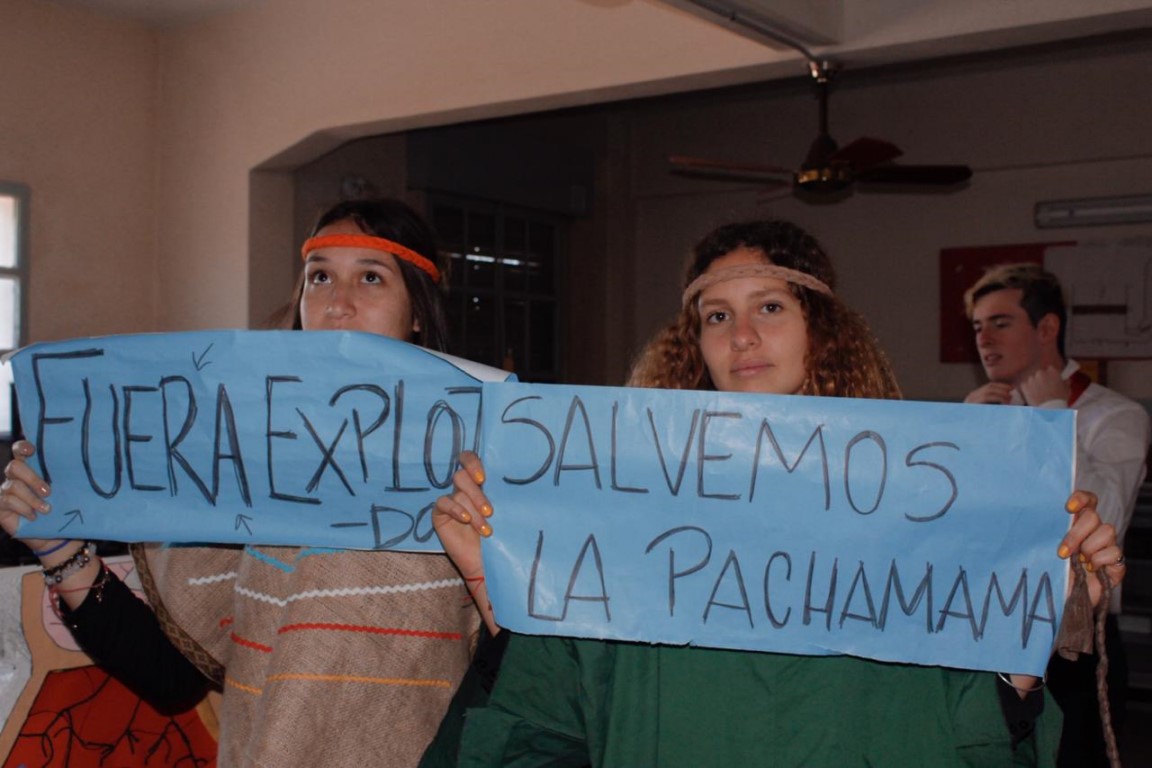 FUERA EXPLOT
-DO
SALVEMOS
LA PACHAMAMA